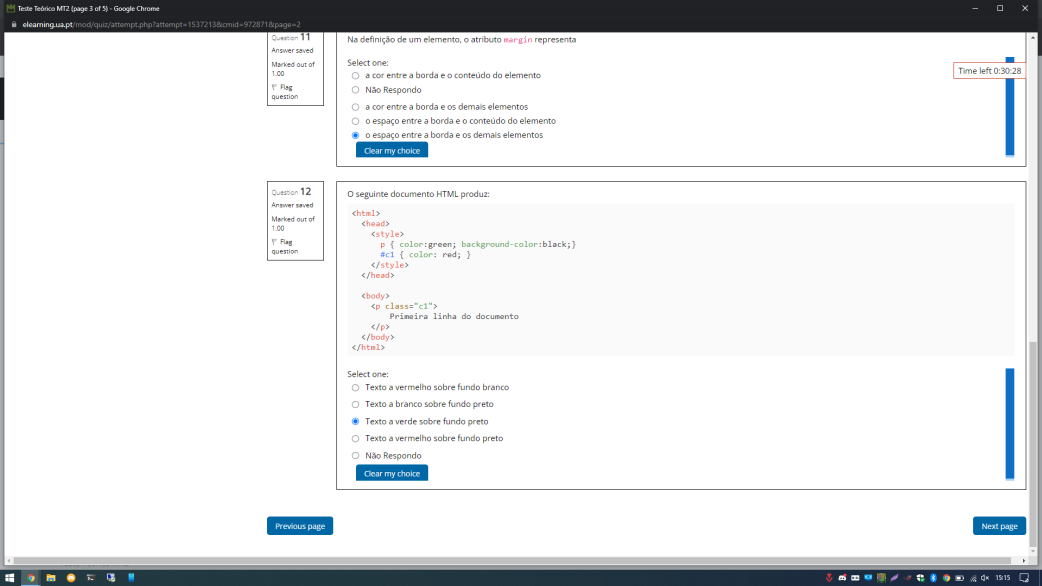 Teste Teórico MT2 (page 3 of 5) - Google Chrome
elearning.ua.pt/mod/quiz/attempt.php?attempt=1537213&cmid=972871&page=2
Question 11
Answer saved
Marked out of
1.00
Flag
question
Na definição de um elemento, o atributo margin representa
Select one:
a cor entre a borda e o conteúdo do elemento
Não Respondo
a cor entre a borda e os demais elementos
o espaço entre a borda e o conteúdo do elemento
o espaço entre a borda e os demais elementos
Clear my choice
Time left 0:30:28
Question 12
Answer saved
Marked out of
1.00
Flag
question
O seguinte documento HTML produz:
<html>
<head>
<style>
p { color:green; background-color:black;}
#c1 { color: red; }
</style>
</head>
<body>
<p class="c1">
Primeira linha do documento
</p>
</body>
</html>
Select one:
Texto a vermelho sobre fundo branco
Texto a branco sobre fundo preto
Texto a verde sobre fundo preto
Texto a vermelho sobre fundo preto
Não Respondo
Clear my choice
Previous page
Next page
15:15